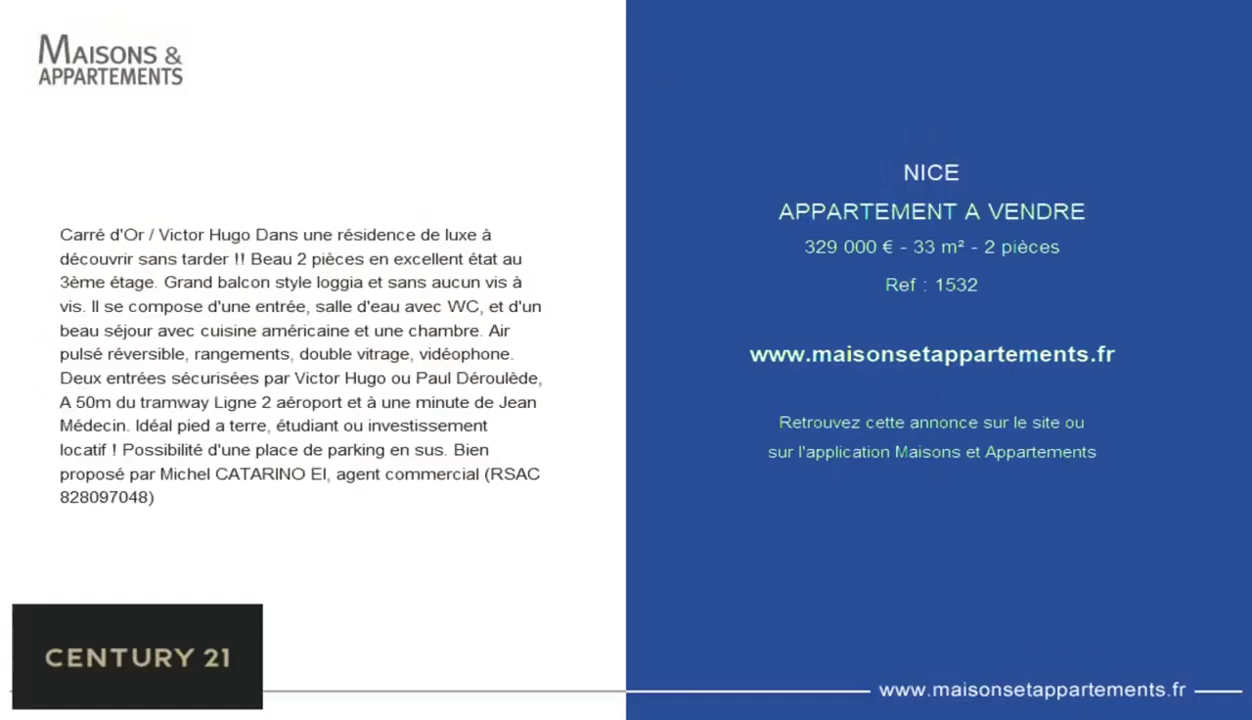 MAISONS &
APPARTEMENTS
Carré d'Or / Victor Hugo Dans une résidence de luxe à
découvrir sans tarder !! Beau 2 pièces en excellent état au
3ème étage. Grand balcon style loggia et sans aucun vis à
vis. Il se compose d'une entrée, salle d'eau avec WC, et d'un
beau séjour avec cuisine américaine et une chambre. Air
pulsé réversible, rangements, double vitrage, vidéophone.
Deux entrées sécurisées par Victor Hugo ou Paul Déroulède,
A 50m du tramway Ligne 2 aéroport et à une minute de Jean
Médecin. Idéal pied a terre, étudiant ou investissement
locatif ! Possibilité d'une place de parking en sus. Bien
proposé par Michel CATARINO EI, agent commercial (RSAC
828097048)
CENTURY 21
NICE
APPARTEMENT A VENDRE
329 000 € - 33 m² - 2 pièces
Ref : 1532
www.maisonsetappartements.fr
Retrouvez cette annonce sur le site ou
sur l'application Maisons et Appartements
www.maisonsetappartements.fr